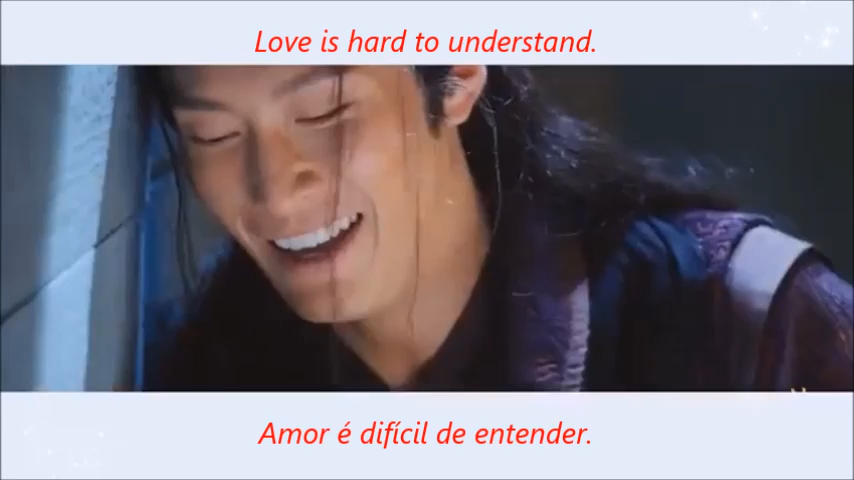 Love is hard to understand.
Amor é difícil de entender.